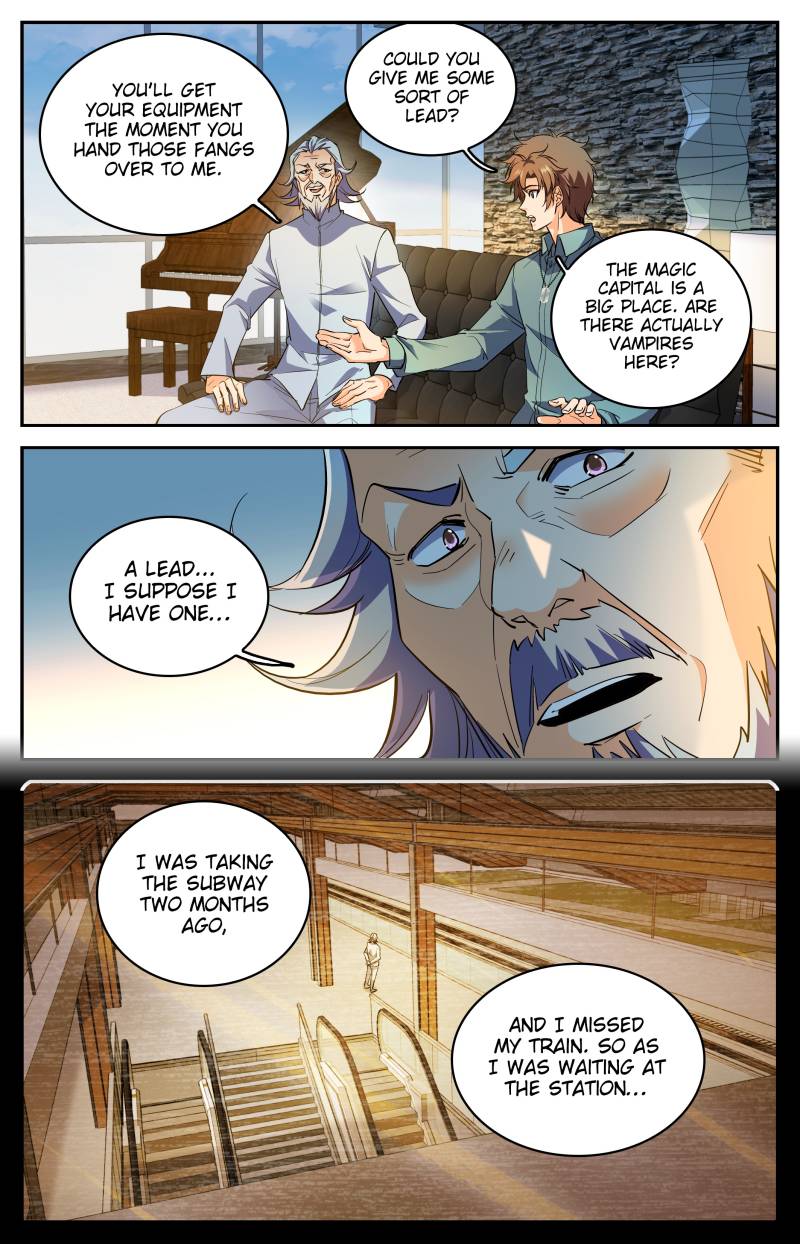 YOU'LL GET
YOUR EQUIPMENT
THE MOMENT YOU
HAND THOSE FANGS
OVER TO ME.
COULD YOU
GIVE ME SOME
SORT OF
LEAD?
THE MAGIC
CAPITAL IS A
BIG PLACE. ARE
THERE ACTUALLY
VAMPIRES
HERE?
A LEAD...
I SUPPOSE I
HAVE ONE...
I WAS TAKING
THE SUBWAY
TWO MONTHS
AGO,
AND I MISSED
MY TRAIN. SO AS
I WAS WAITING AT
THE STATION...